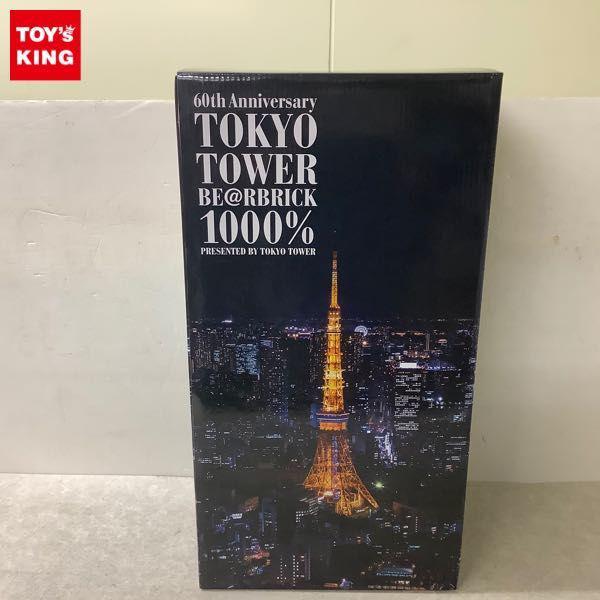 TOY'S
KING
60th Anniversary
TOKYO
TOWER
BE@RBRICK
1000%
PRESENTED BY TOKYO TOWER